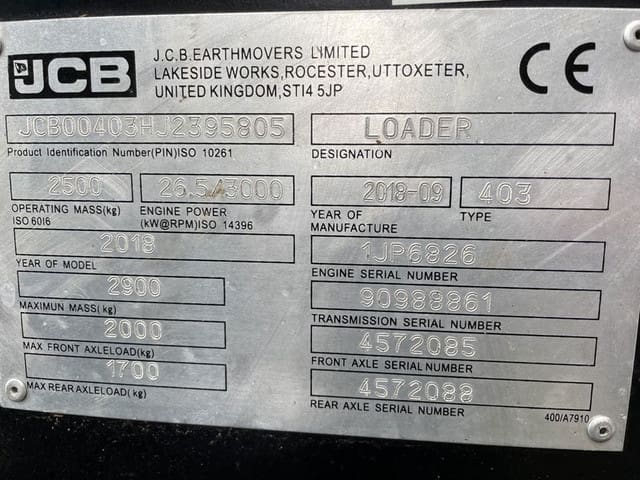 JCB
J.C.B.EARTHMOVERS LIMITED
LAKESIDE WORKS,ROCESTER,UTTOXETER,
UNITED KINGDOM,STI4 5JP
CE
JCB00403HJ2395805
Product Identification Number(PIN)ISO 10261
LOADER
DESIGNATION
2500
OPERATING MASS(kg)
ISO 60I6
26.5/3000
ENGINE POWER
(kW@RPM)ISO 14396
2018-09
YEAR OF
MANUFACTURE
403
TYPE
2018
YEAR OF MODEL
1JP6826
ENGINE SERIAL NUMBER
2900
MAXIMUN MASS(kg)
90988861
TRANSMISSION SERIAL NUMBER
2000
MAX FRONT AXLELOAD(kg)
4572085
FRONT AXLE SERIAL NUMBER
1700
MAX REAR AXLELOAD(kg)
4572088
REAR AXLE SERIAL NUMBER
400/A7910